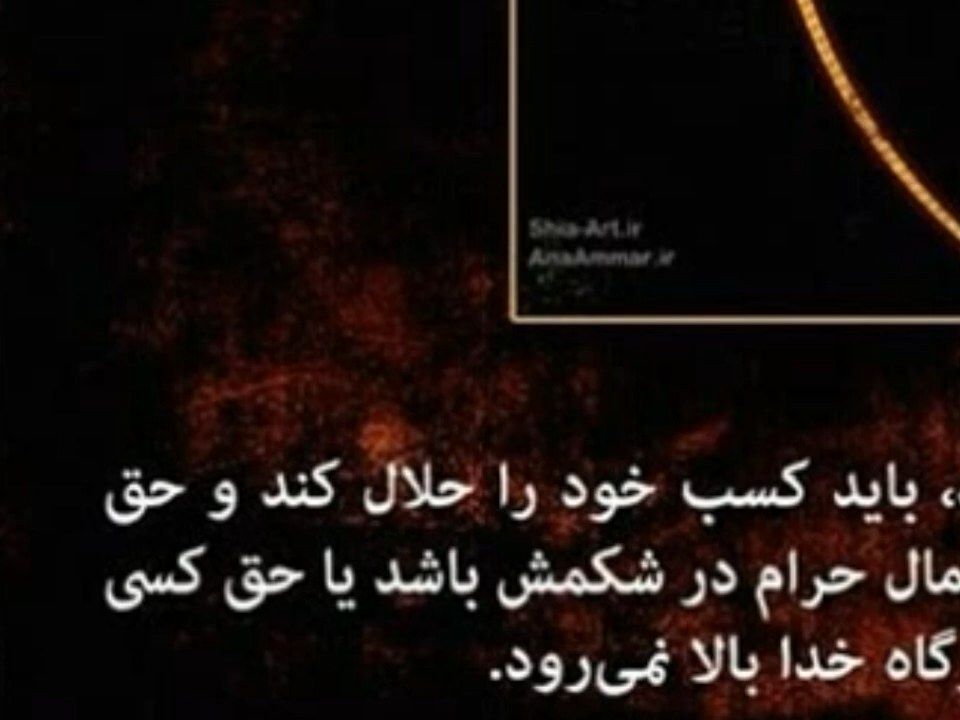 Shia-Art.ir
AnaAmmar.ir
، باید کسب خود را حلال کند و حق
مال حرام در شکمش باشد یا حق کسی
گاه خدا بالا نمی‌رود.